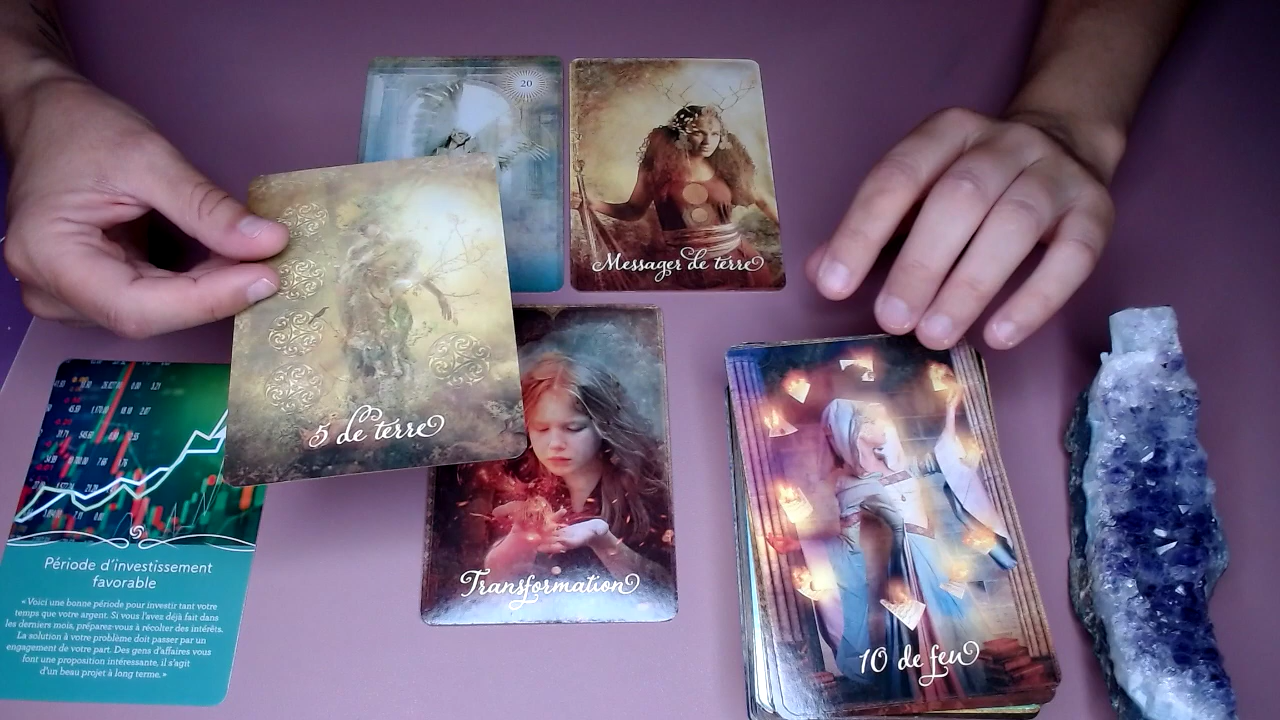 20
Messager de terre
5 de terre
Transformation
10 de feu
Période d'investissement
favorable
« Voici une bonne période pour investir tant votre
temps que votre argent. Si vous l'avez déjà fait dans
les derniers mois, préparez-vous à récolter des intérêts.
La solution à votre problème doit passer par un
engagement de votre part. Des gens d'affaires vous
font une proposition intéressante, il s'agit
d'un beau projet à long terme. »